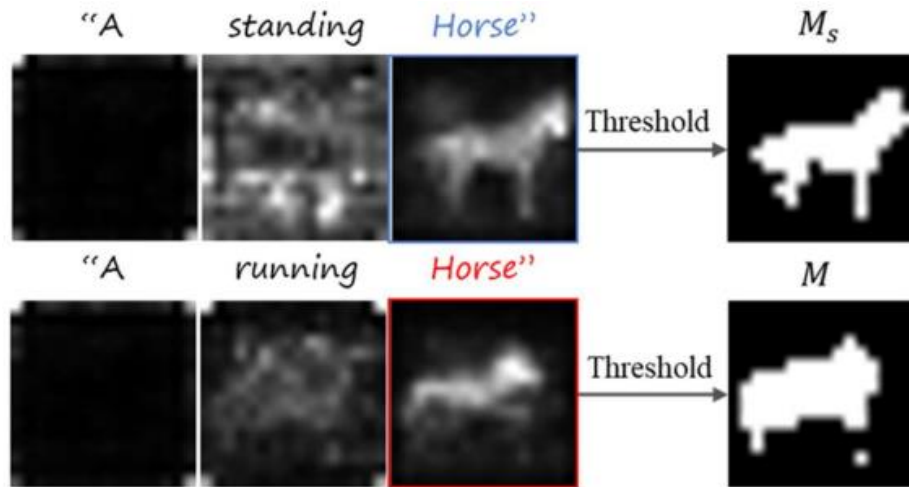 “A standing Horse” M_s
Threshold
“A running Horse” M
Threshold